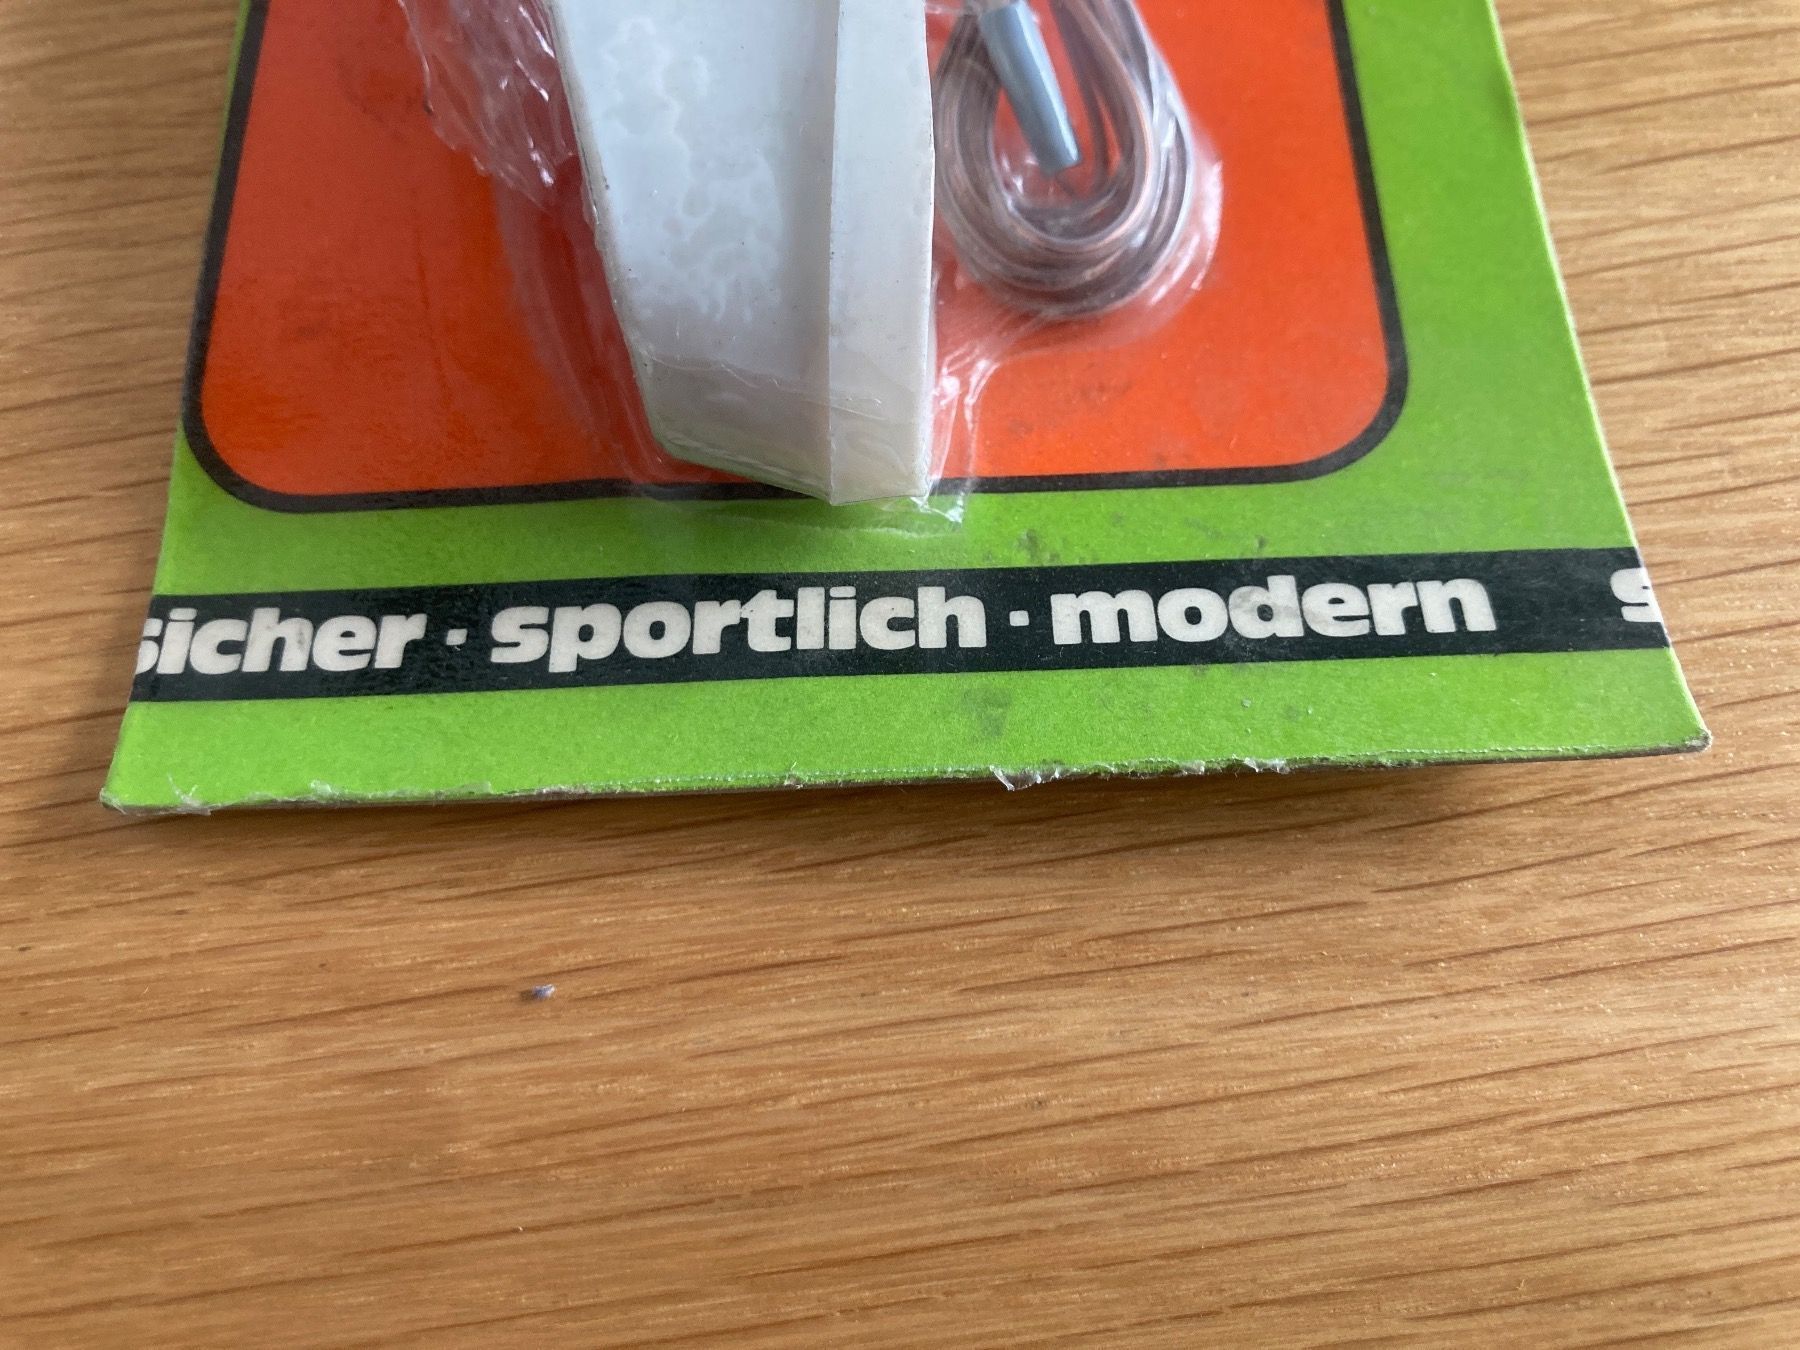 sicher · sportlich · modern s